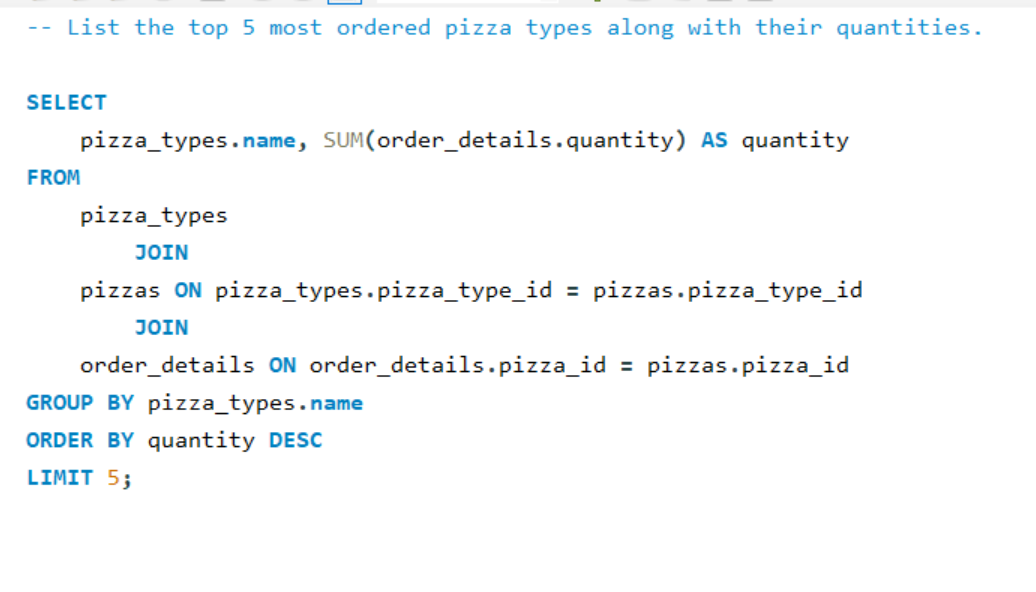 -- List the top 5 most ordered pizza types along with their quantities.
SELECT
    pizza_types.name, SUM(order_details.quantity) AS quantity
FROM
    pizza_types
        JOIN
    pizzas ON pizza_types.pizza_type_id = pizzas.pizza_type_id
        JOIN
    order_details ON order_details.pizza_id = pizzas.pizza_id
GROUP BY pizza_types.name
ORDER BY quantity DESC
LIMIT 5;